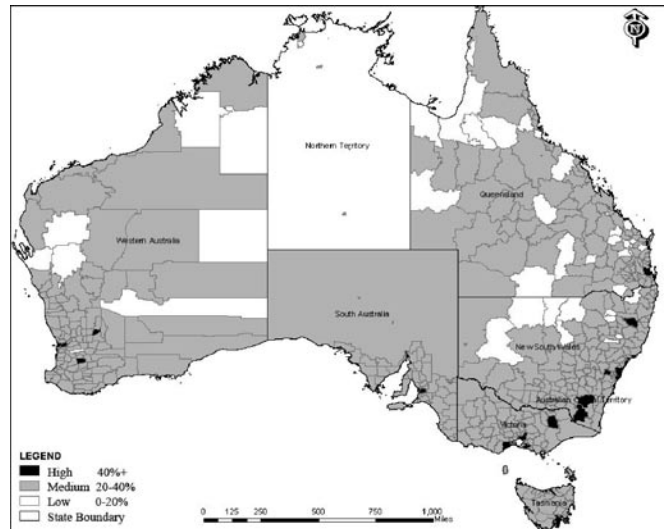 N
Northern Territory
Queensland
Western Australia
South Australia
New South Wales
Australian Capital Territory
Victoria
Tasmania
LEGEND
High 40%+
Medium 20-40%
Low 0-20%
State Boundary
0 125 250 500 750 1,000
Miles